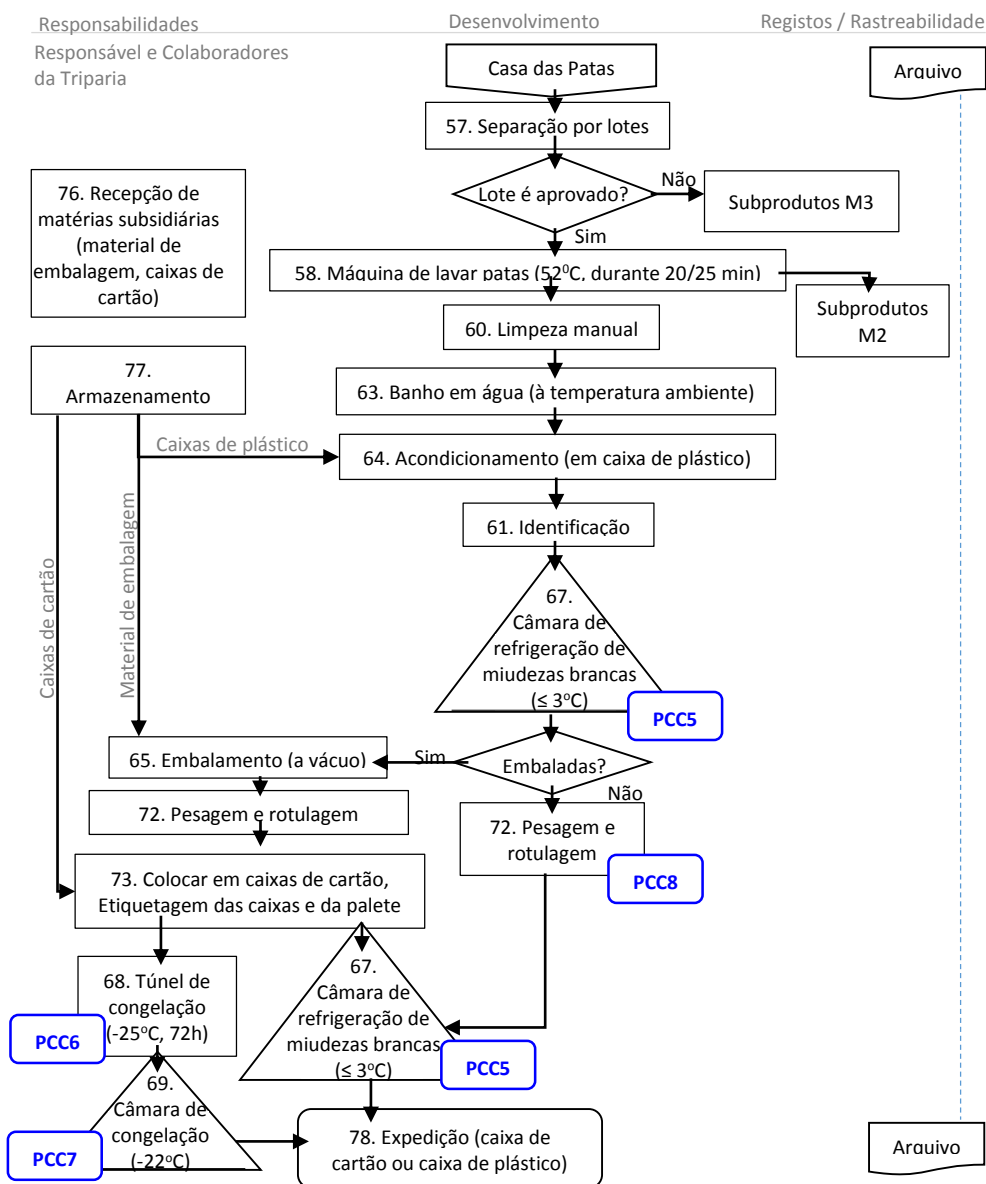 Responsabilidades
Desenvolvimento
Registos / Rastreabilidade
Responsável e Colaboradores
da Triparia
Casa das Patas
Arquivo
57. Separação por lotes
Lote é aprovado?
Não
Subprodutos M3
Sim
76. Recepção de
matérias subsidiárias
(material de
embalagem, caixas de
cartão)
58. Máquina de lavar patas (52⁰C, durante 20/25 min)
Subprodutos
M2
60. Limpeza manual
77.
Armazenamento
63. Banho em água (à temperatura ambiente)
Caixas de plástico
64. Acondicionamento (em caixa de plástico)
61. Identificação
Caixas de cartão
Material de embalagem
67.
Câmara de
refrigeração de
miudezas brancas
(≤ 3ºC)
PCC5
65. Embalamento (a vácuo)
Sim
Embaladas?
Não
72. Pesagem e rotulagem
72. Pesagem e
rotulagem
PCC8
73. Colocar em caixas de cartão,
Etiquetagem das caixas e da palete
68. Túnel de
congelação
(-25ºC, 72h)
PCC6
67.
Câmara de
refrigeração de
miudezas brancas
(≤ 3ºC)
PCC5
69.
Câmara de
congelação
(-22ºC)
PCC7
78. Expedição (caixa de
cartão ou caixa de plástico)
Arquivo